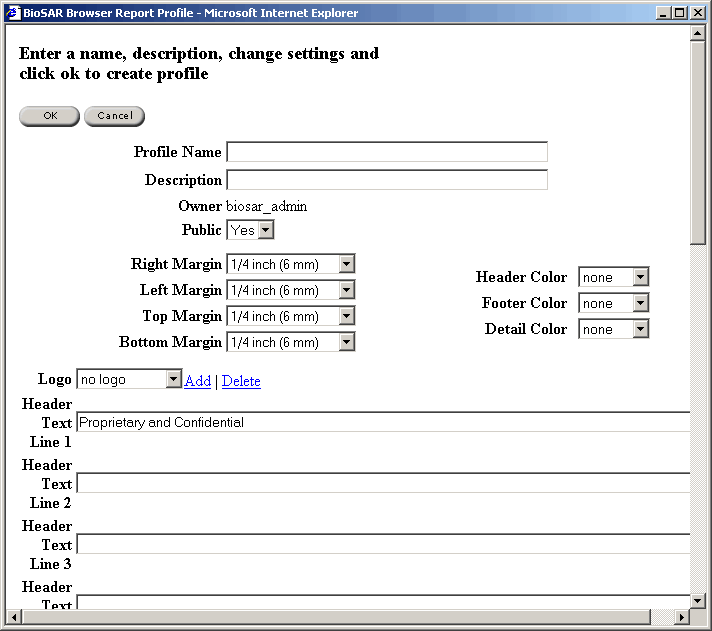 BioSAR Browser Report Profile - Microsoft Internet Explorer
Enter a name, description, change settings and
click ok to create profile
OK Cancel
Profile Name
Description
Owner biosar_admin
Public Yes
Right Margin 1/4 inch (6 mm)
Left Margin 1/4 inch (6 mm)
Top Margin 1/4 inch (6 mm)
Bottom Margin 1/4 inch (6 mm)
Header Color none
Footer Color none
Detail Color none
Logo no logo Add | Delete
Header
Text Proprietary and Confidential
Line 1
Header
Text
Line 2
Header
Text
Line 3
Header
Text